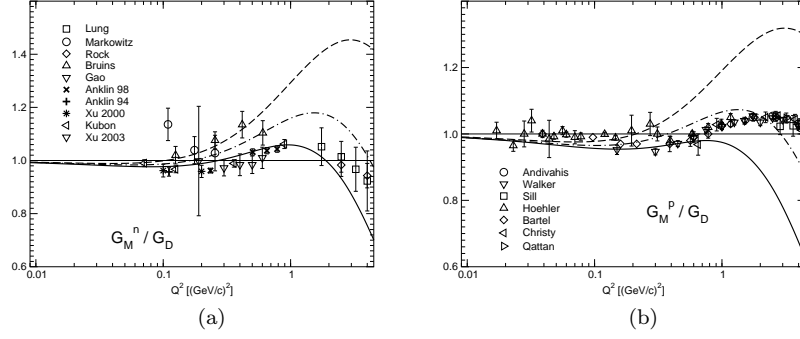 1.4
1.2
1.0
0.8
0.6
Lung
Markowitz
Rock
Bruins
Gao
Anklin 98
Anklin 94
Xu 2000
Kubon
Xu 2003
G_M^n / G_D
0.01
0.1
1
Q^2 [(GeV/c)^2]
(a)
1.2
1.0
0.8
0.6
Andivahis
Walker
Sill
Hoehler
Bartel
Christy
Qattan
G_M^p / G_D
0.01
0.1
1
Q^2 [(GeV/c)^2]
(b)